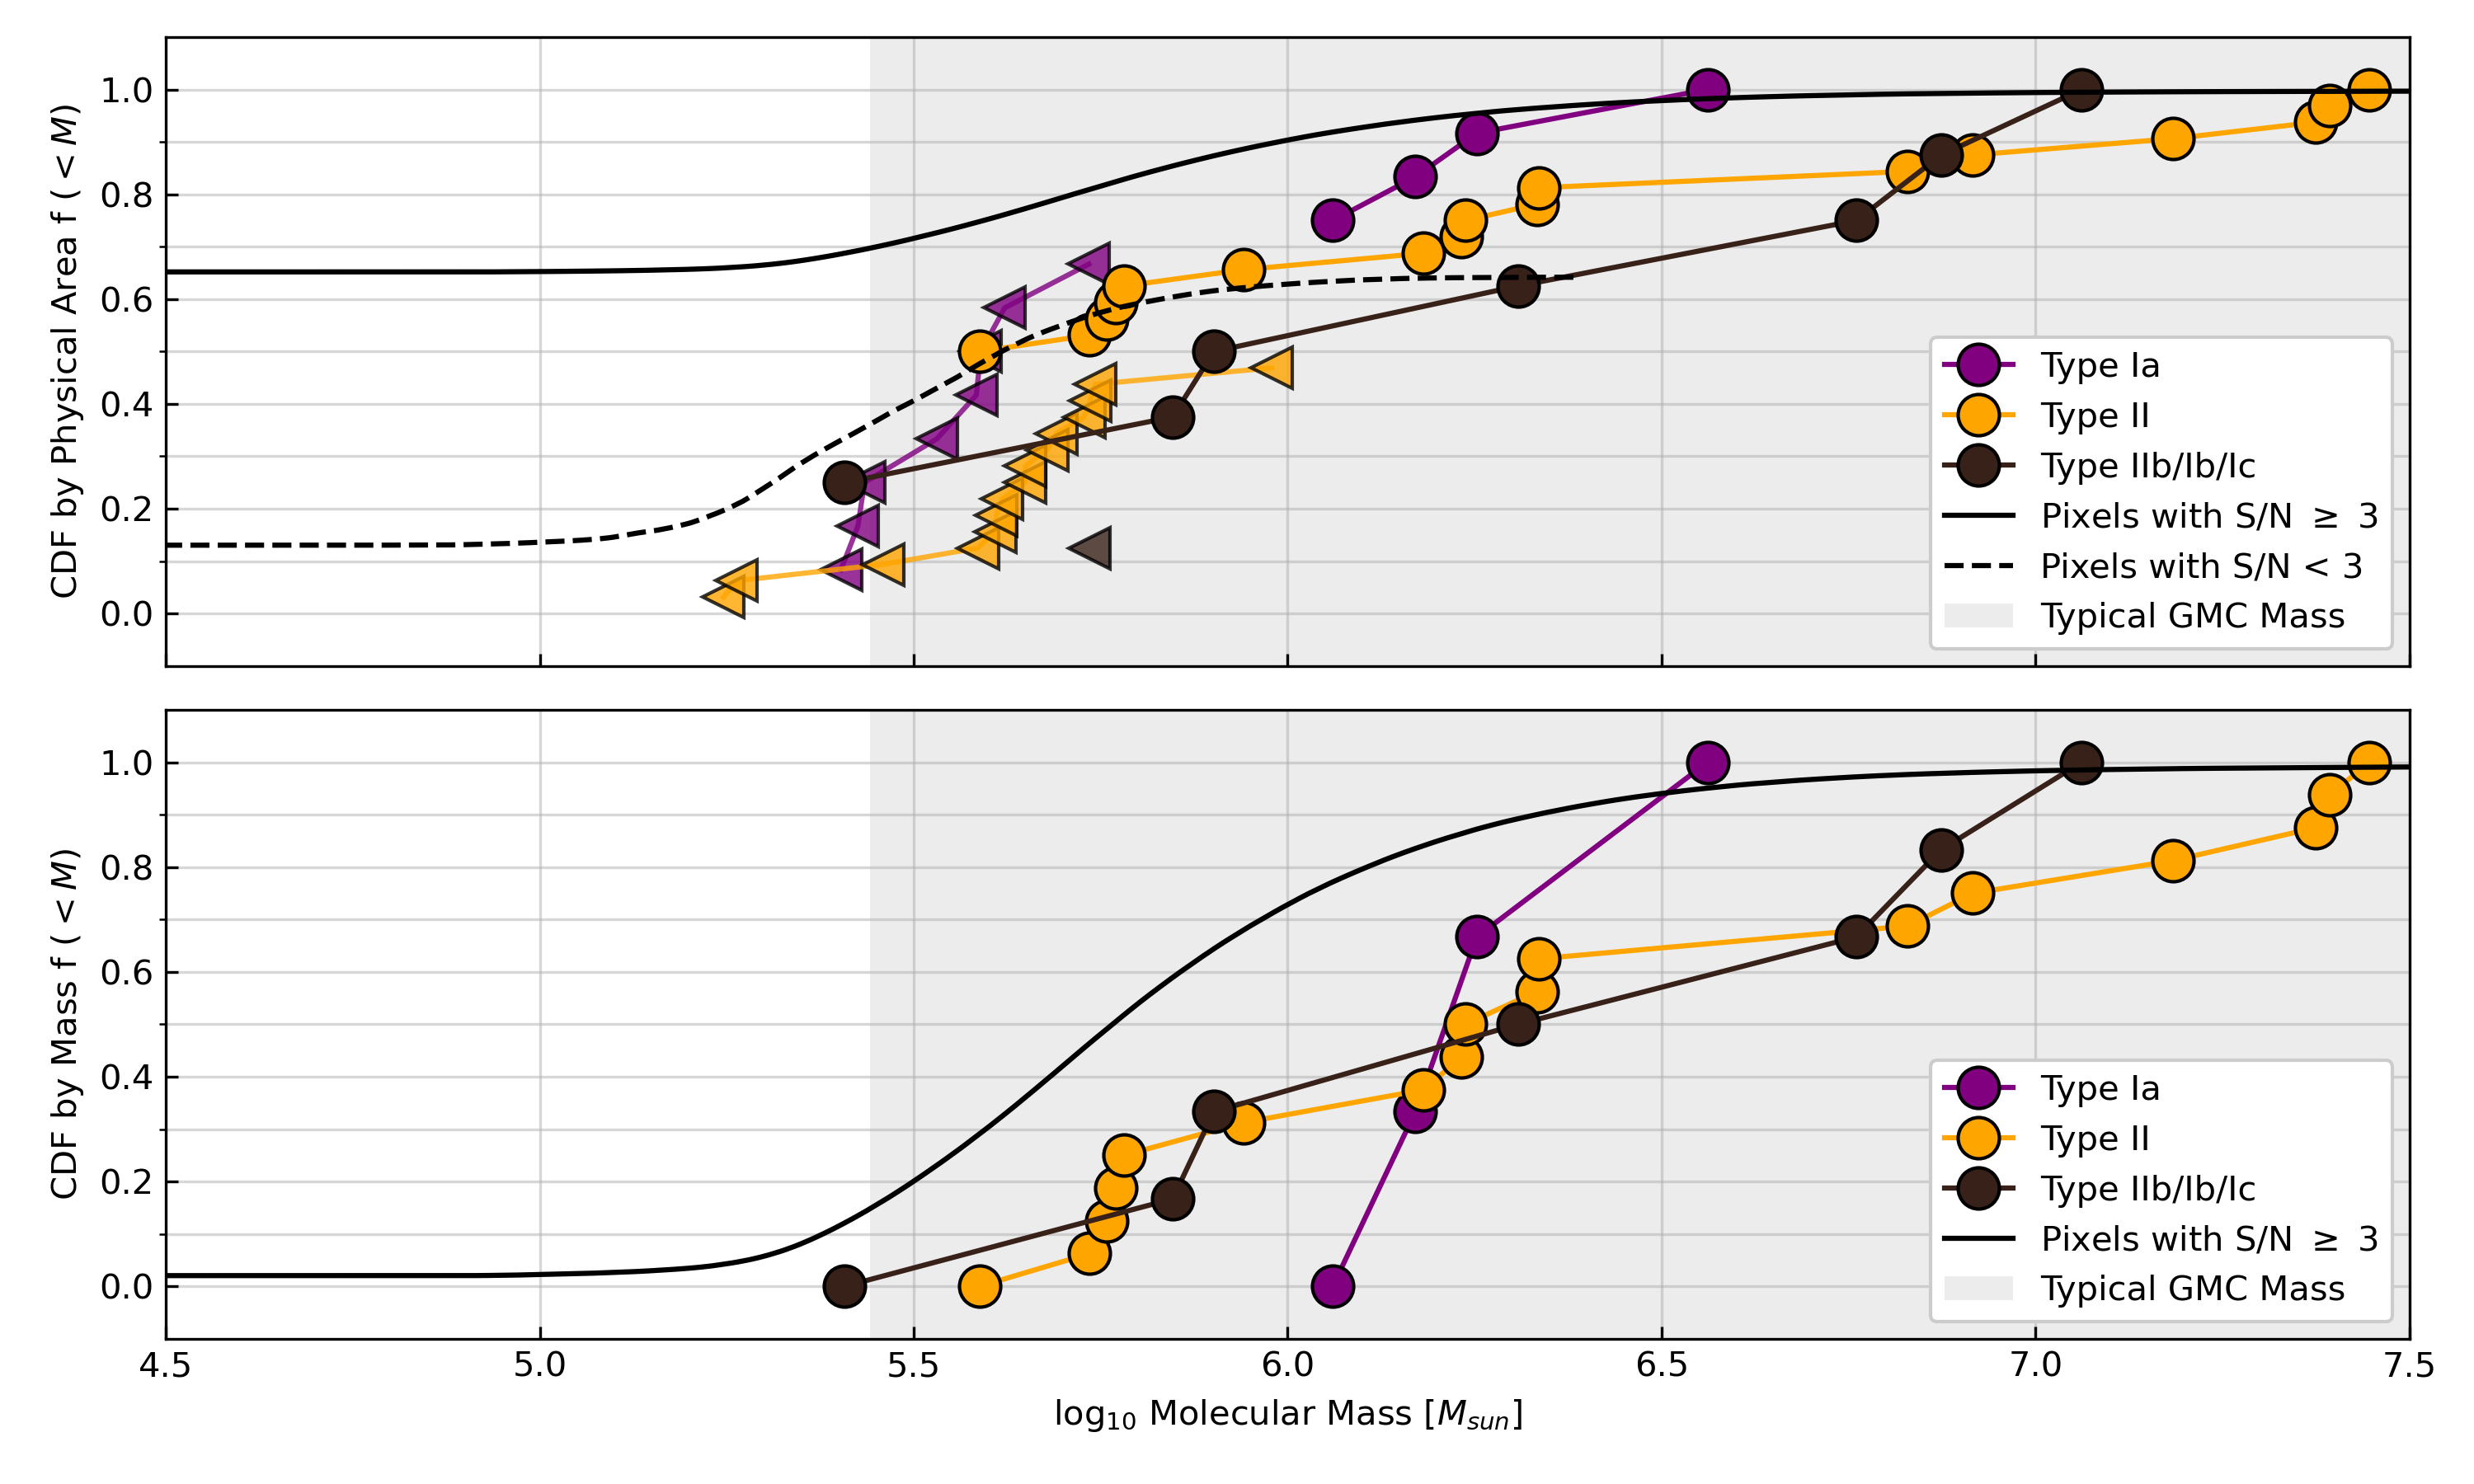 CDF by Physical Area f ( < M)
1.0
0.8
0.6
0.4
0.2
0.0
Type Ia
Type II
Type IIb/Ib/Ic
Pixels with S/N ≥ 3
Pixels with S/N < 3
Typical GMC Mass
CDF by Mass f ( < M)
1.0
0.8
0.6
0.4
0.2
0.0
Type Ia
Type II
Type IIb/Ib/Ic
Pixels with S/N ≥ 3
Typical GMC Mass
4.5 5.0 5.5 6.0 6.5 7.0 7.5
log₁₀ Molecular Mass [M_{sun}]